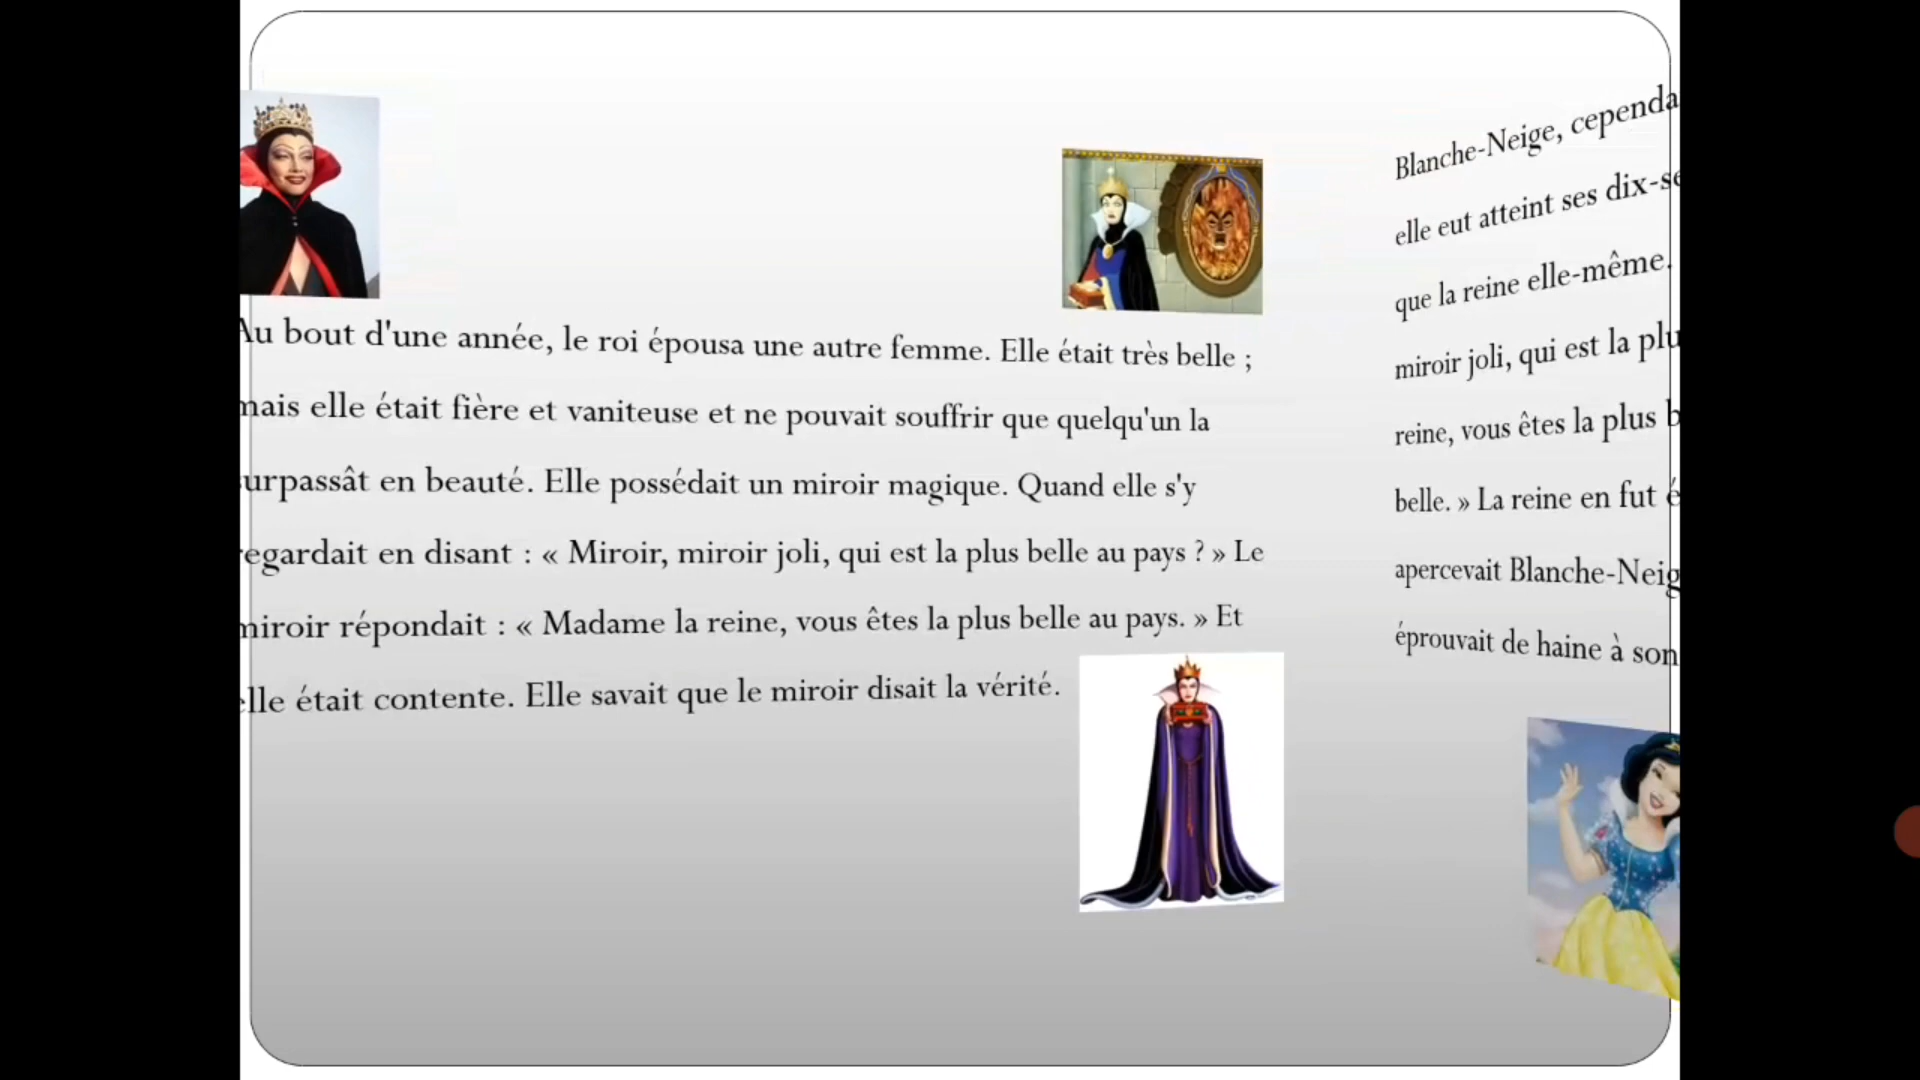 Au bout d'une année, le roi épousa une autre femme. Elle était très belle ;
mais elle était fière et vaniteuse et ne pouvait souffrir que quelqu'un la
surpassât en beauté. Elle possédait un miroir magique. Quand elle s'y
regardait en disant : « Miroir, miroir joli, qui est la plus belle au pays ? » Le
miroir répondait : « Madame la reine, vous êtes la plus belle au pays. » Et
elle était contente. Elle savait que le miroir disait la vérité.
Blanche-Neige,
elle eut atteint ses
que la reine elle-même.
miroir joli, qui est la
reine, vous êtes la plus
belle. » La reine en fut
apercevait
éprouvait de haine à son